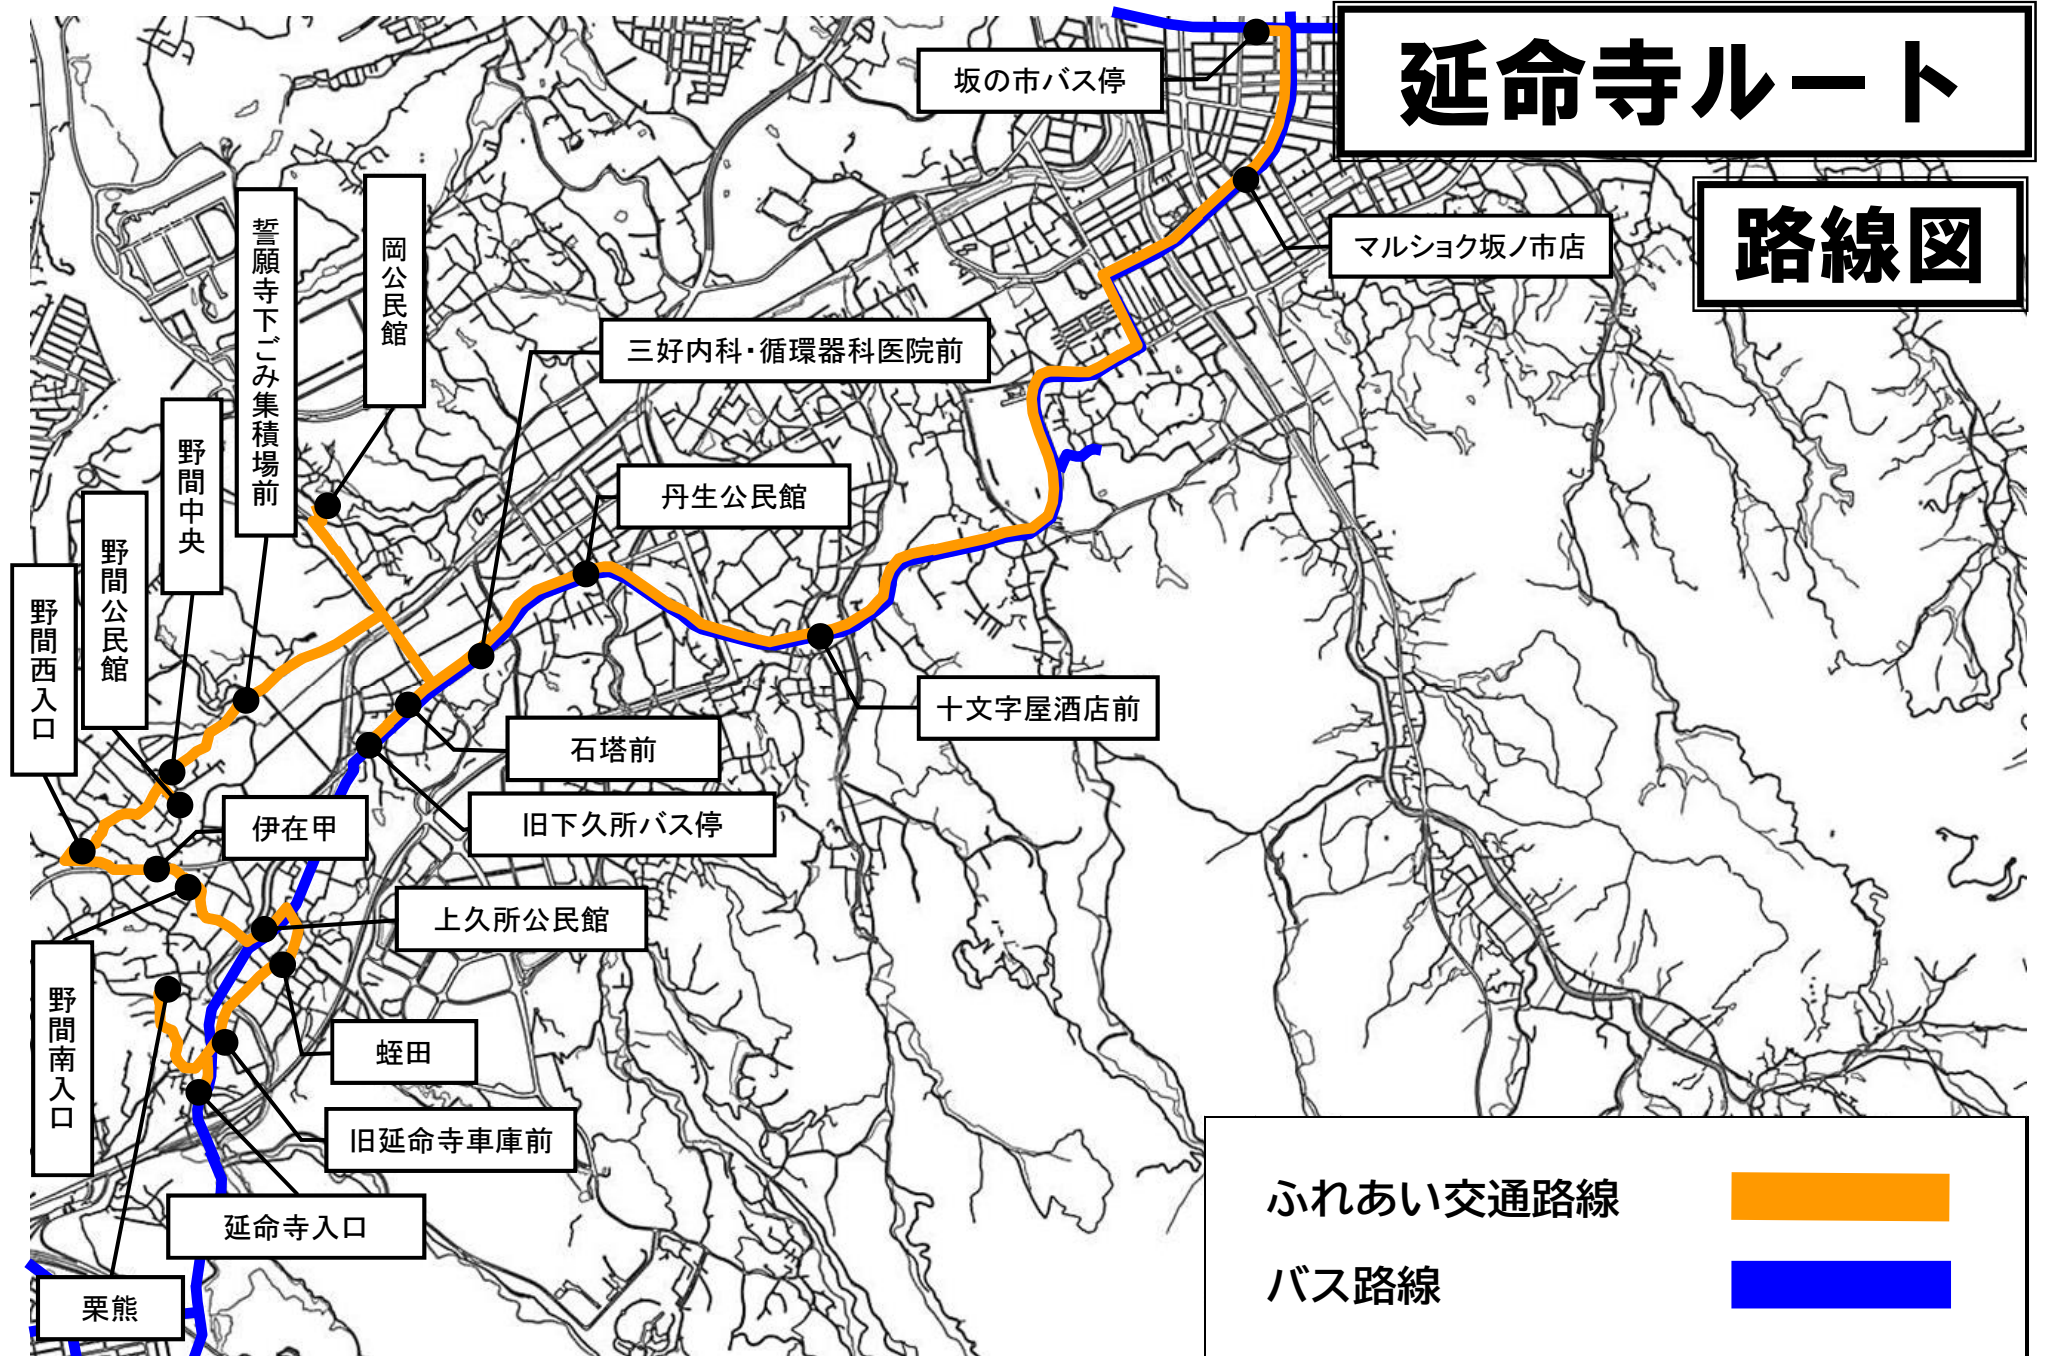 延命寺ルート
路線図
坂の市バス停
マルショク坂ノ市店
誓願寺下ごみ集積場前
岡公民館
三好内科・循環器科医院前
野間中央
丹生公民館
野間公民館
野間西入口
十文字屋酒店前
石塔前
旧下久所バス停
伊在甲
上久所公民館
野間南入口
蛭田
旧延命寺車庫前
延命寺入口
栗熊
ふれあい交通路線
バス路線